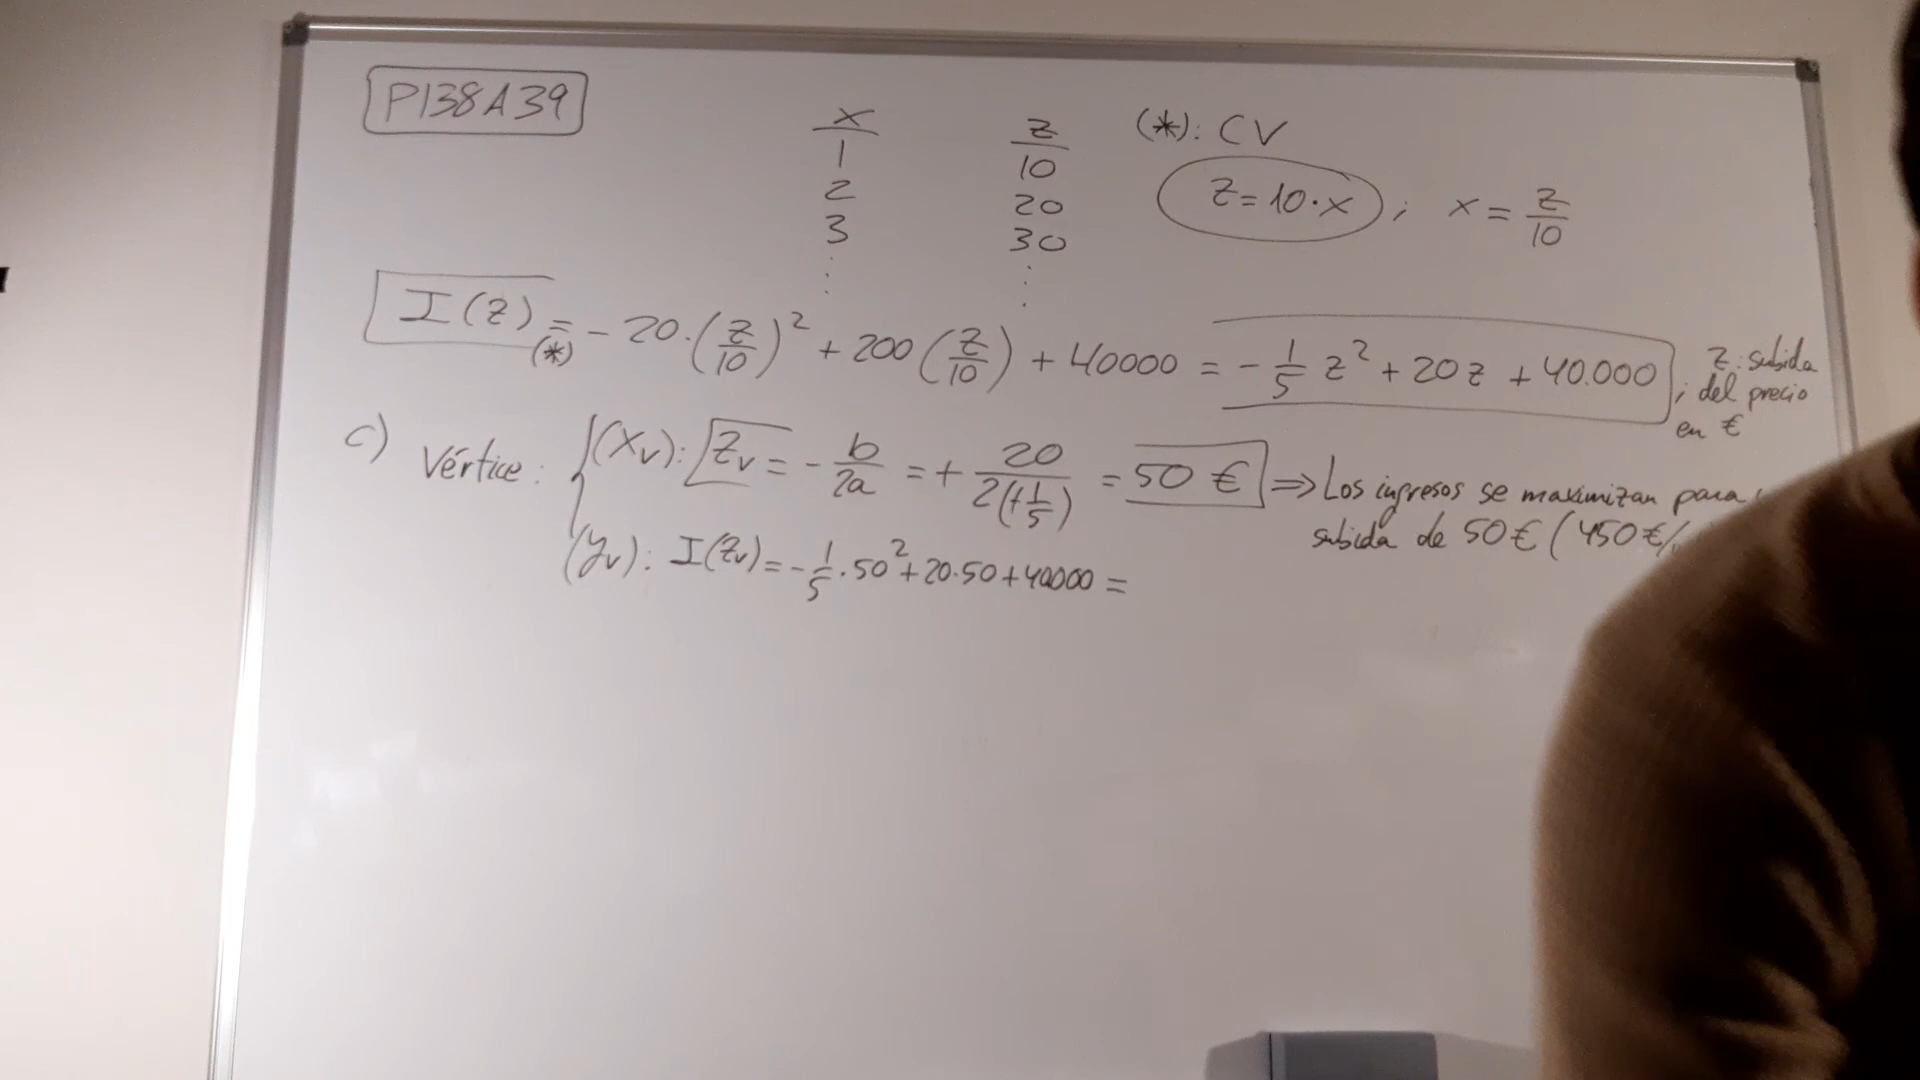 P138A39
x z (*): CV
1 10 z = 10·x ; x = z/10
2 20
3 30
⋮ ⋮
I(z) =(*) - 20·(z/10)² + 200(z/10) + 40000 = - 1/5 z² + 20z + 40.000 ; z: subida
del precio
en €
c) Vértice: { (Xv): Zv = - b/2a = + 20/2(+1/5) = 50 € ⇒ Los ingresos se maximizan para
subida de 50€ (450€/
(yv): I(zv) = - 1/5·50² + 20·50 + 40000 =